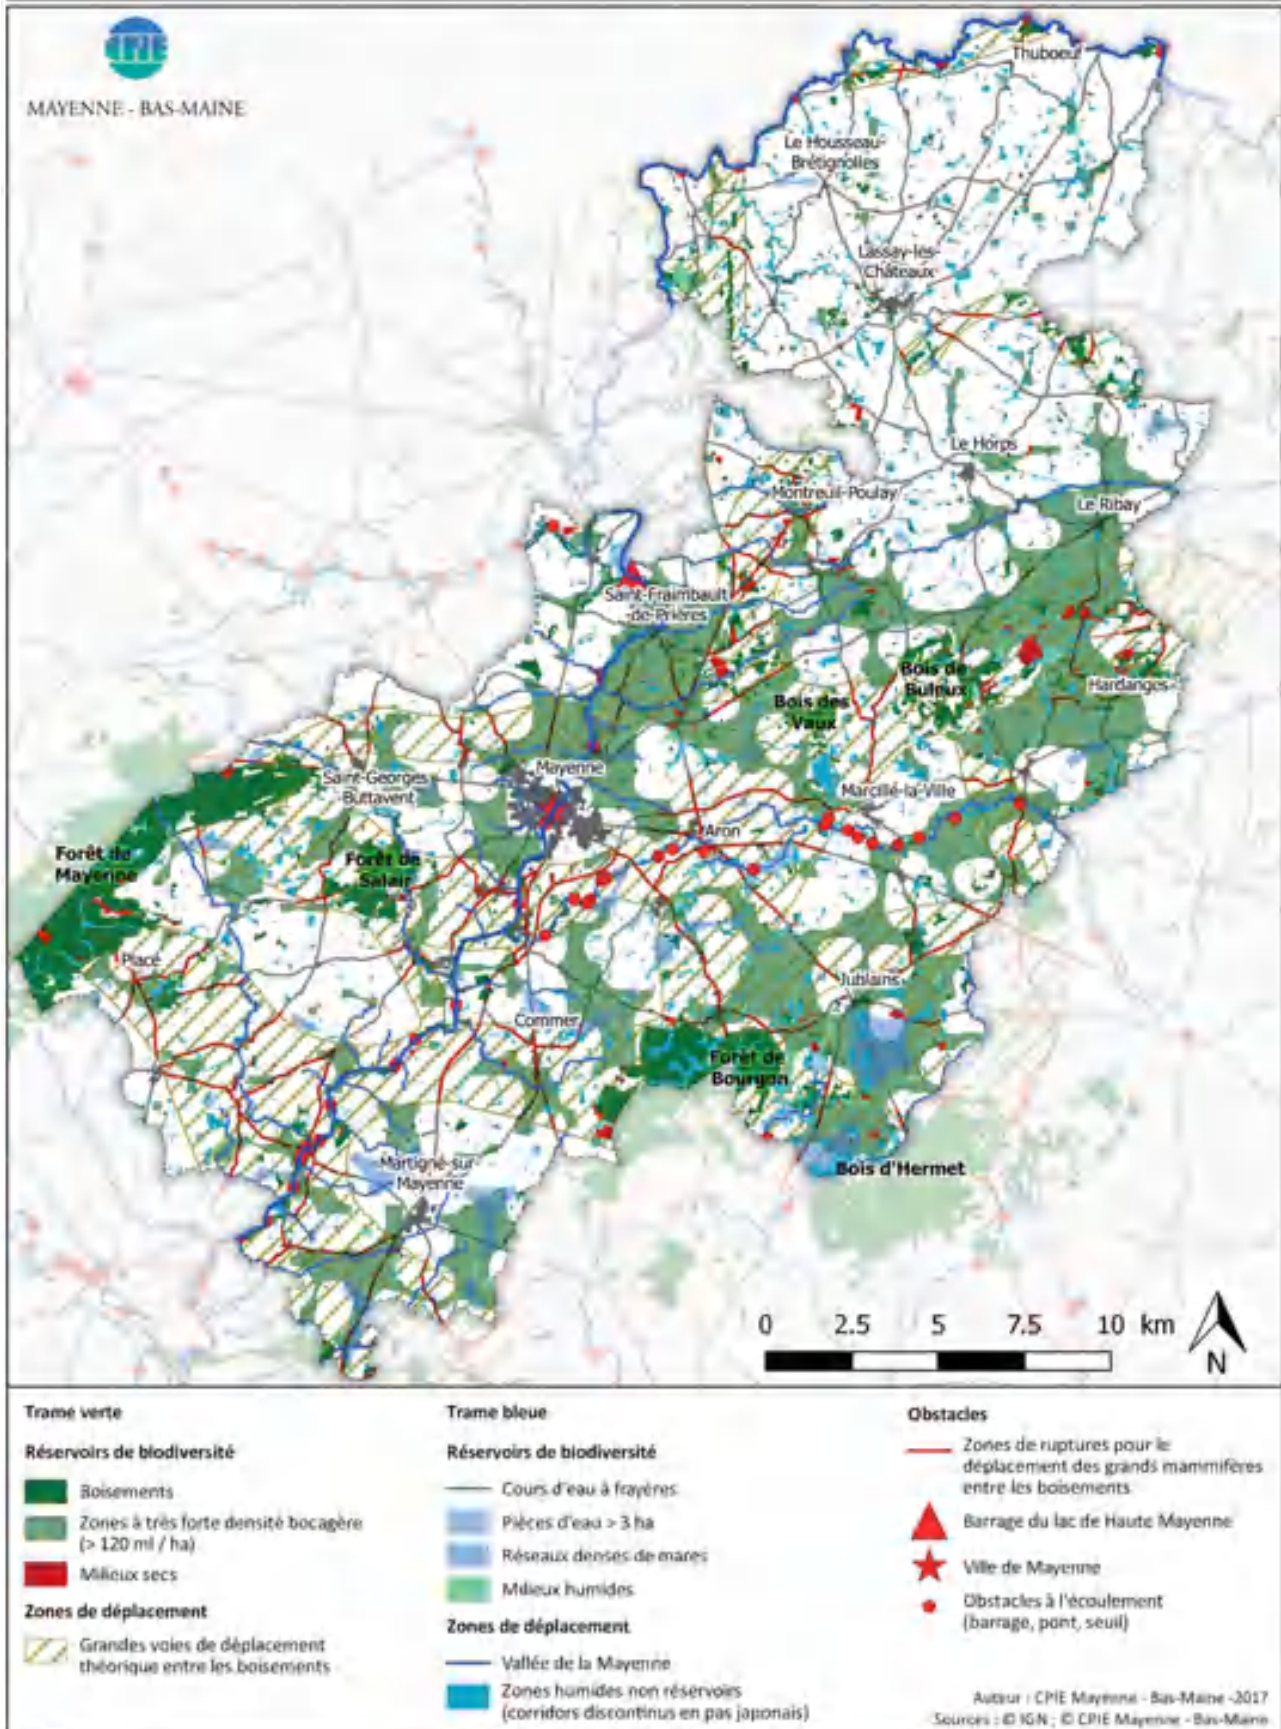 CPIE
MAYENNE - BAS-MAINE
Thuboeuf
Le Housseau-
Brétignolles
Lassay-les-
Châteaux
Le Horps
Montreuil-Poulay
Le Ribay
Saint-Fraimbault
-de-Prières
Bois de
Buleux
Hardanges
Bois des
Vaux
Mayenne
Saint-Georges
Buttavent
Marcillé-la-Ville
Aron
Forêt de
Mayenne
Forêt de
Salair
Placé
Jublains
Commer
Forêt de
Bourgon
Martigné-sur-
Mayenne
Bois d'Hermet
0 2.5 5 7.5 10 km
N
Trame verte
Réservoirs de biodiversité
Boisements
Zones à très forte densité bocagère
(> 120 ml / ha)
Milieux secs
Zones de déplacement
Grandes voies de déplacement
théorique entre les boisements
Trame bleue
Réservoirs de biodiversité
Cours d'eau à frayères
Pièces d'eau > 3 ha
Réseaux denses de mares
Milieux humides
Zones de déplacement
Vallée de la Mayenne
Zones humides non réservoirs
(corridors discontinus en pas japonais)
Obstacles
Zones de ruptures pour le
déplacement des grands mammifères
entre les boisements
Barrage du lac de Haute Mayenne
Ville de Mayenne
Obstacles à l'écoulement
(barrage, pont, seuil)
Auteur : CPIE Mayenne - Bas-Maine -2017
Sources : © IGN ; © CPIE Mayenne - Bas-Maine